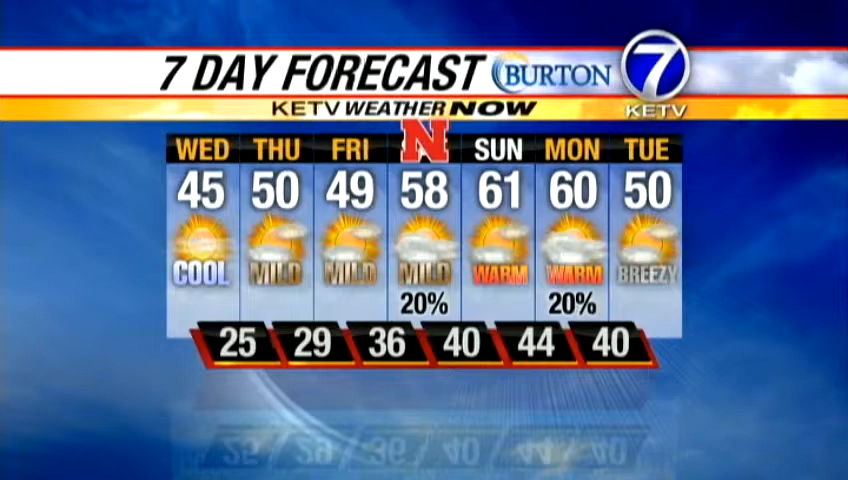 7 DAY FORECAST BURTON 7
KETV WEATHER NOW KETV
WED THU FRI N SUN MON TUE
45 50 49 58 61 60 50
COOL MILD MILD MILD WARM WARM BREEZY
20% 20%
25 29 36 40 44 40